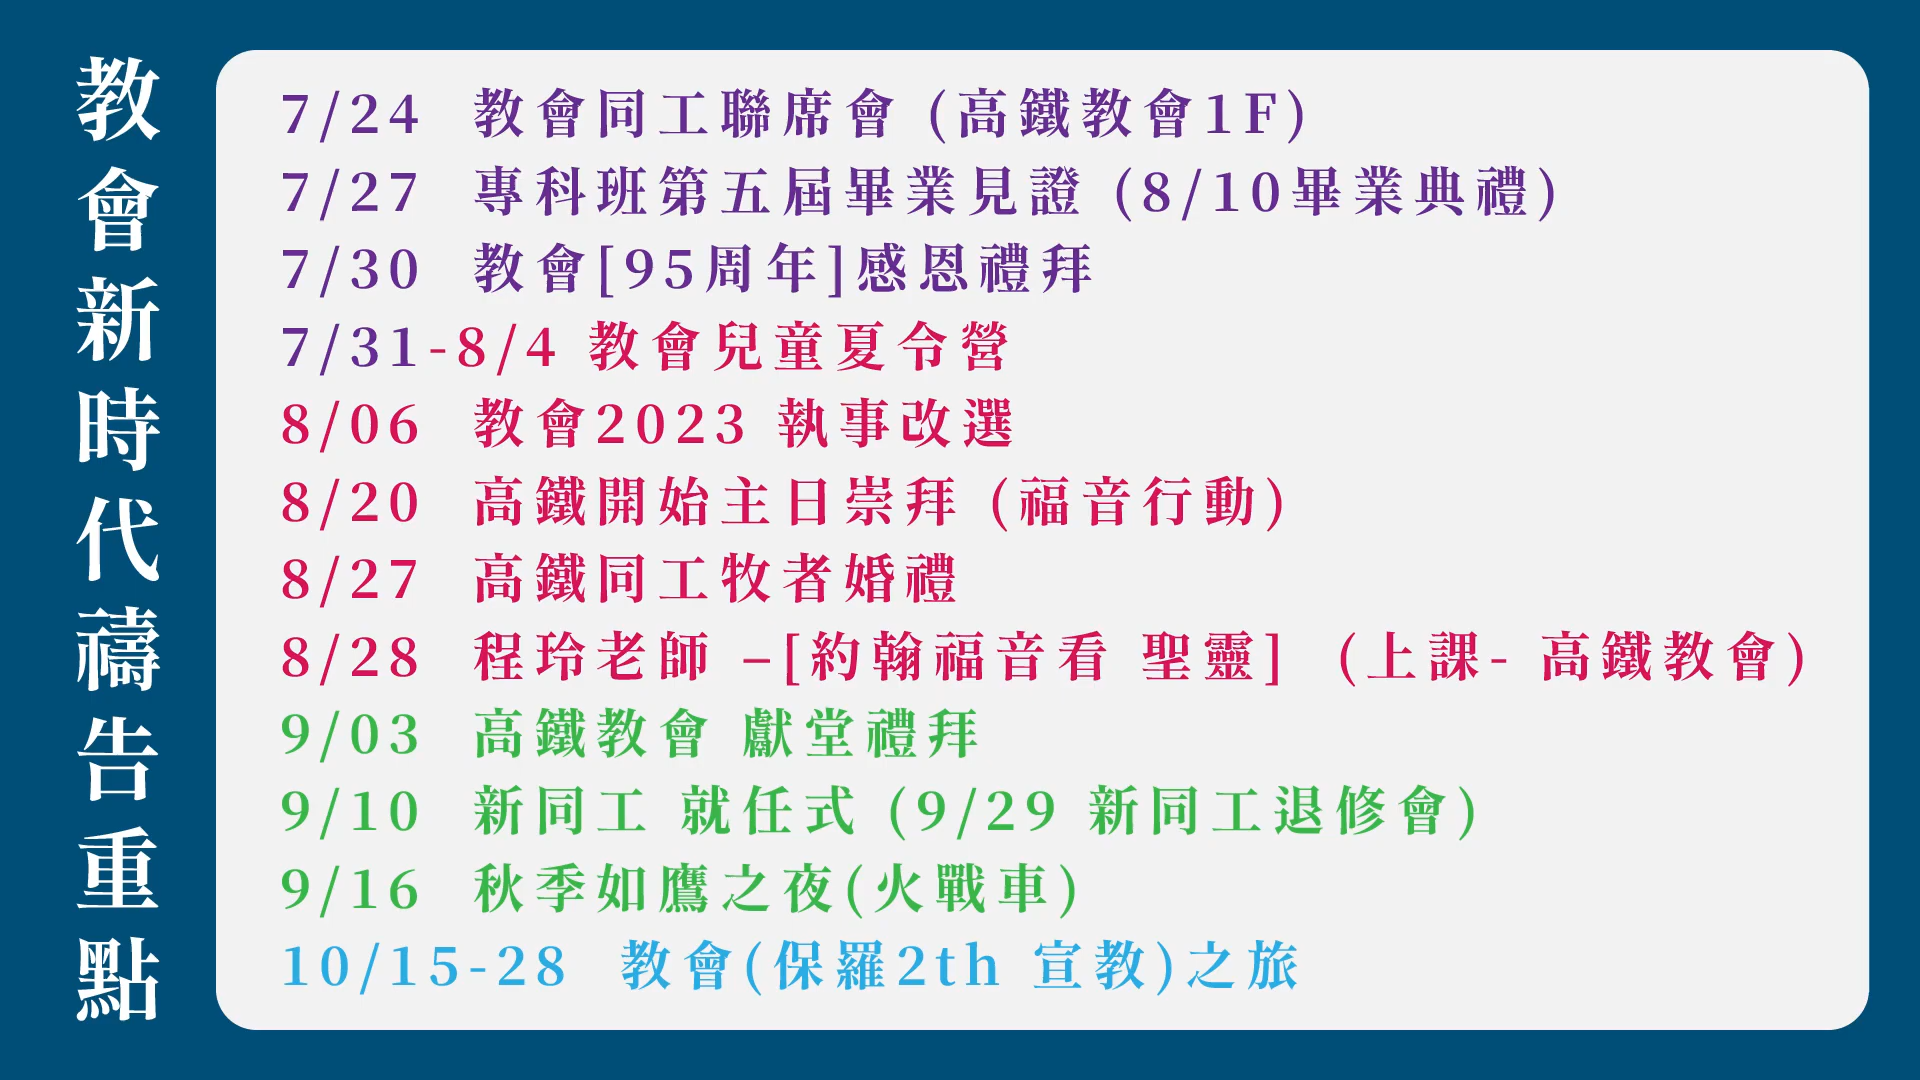 教會新時代禱告重點
7/24 教會同工聯席會 (高鐵教會1F)
7/27 專科班第五屆畢業見證 (8/10畢業典禮)
7/30 教會[95周年]感恩禮拜
7/31-8/4 教會兒童夏令營
8/06 教會2023 執事改選
8/20 高鐵開始主日崇拜 (福音行動)
8/27 高鐵同工牧者婚禮
8/28 程玲老師 –[約翰福音看 聖靈] (上課- 高鐵教會)
9/03 高鐵教會 獻堂禮拜
9/10 新同工 就任式 (9/29 新同工退修會)
9/16 秋季如鷹之夜(火戰車)
10/15-28 教會(保羅2th 宣教)之旅